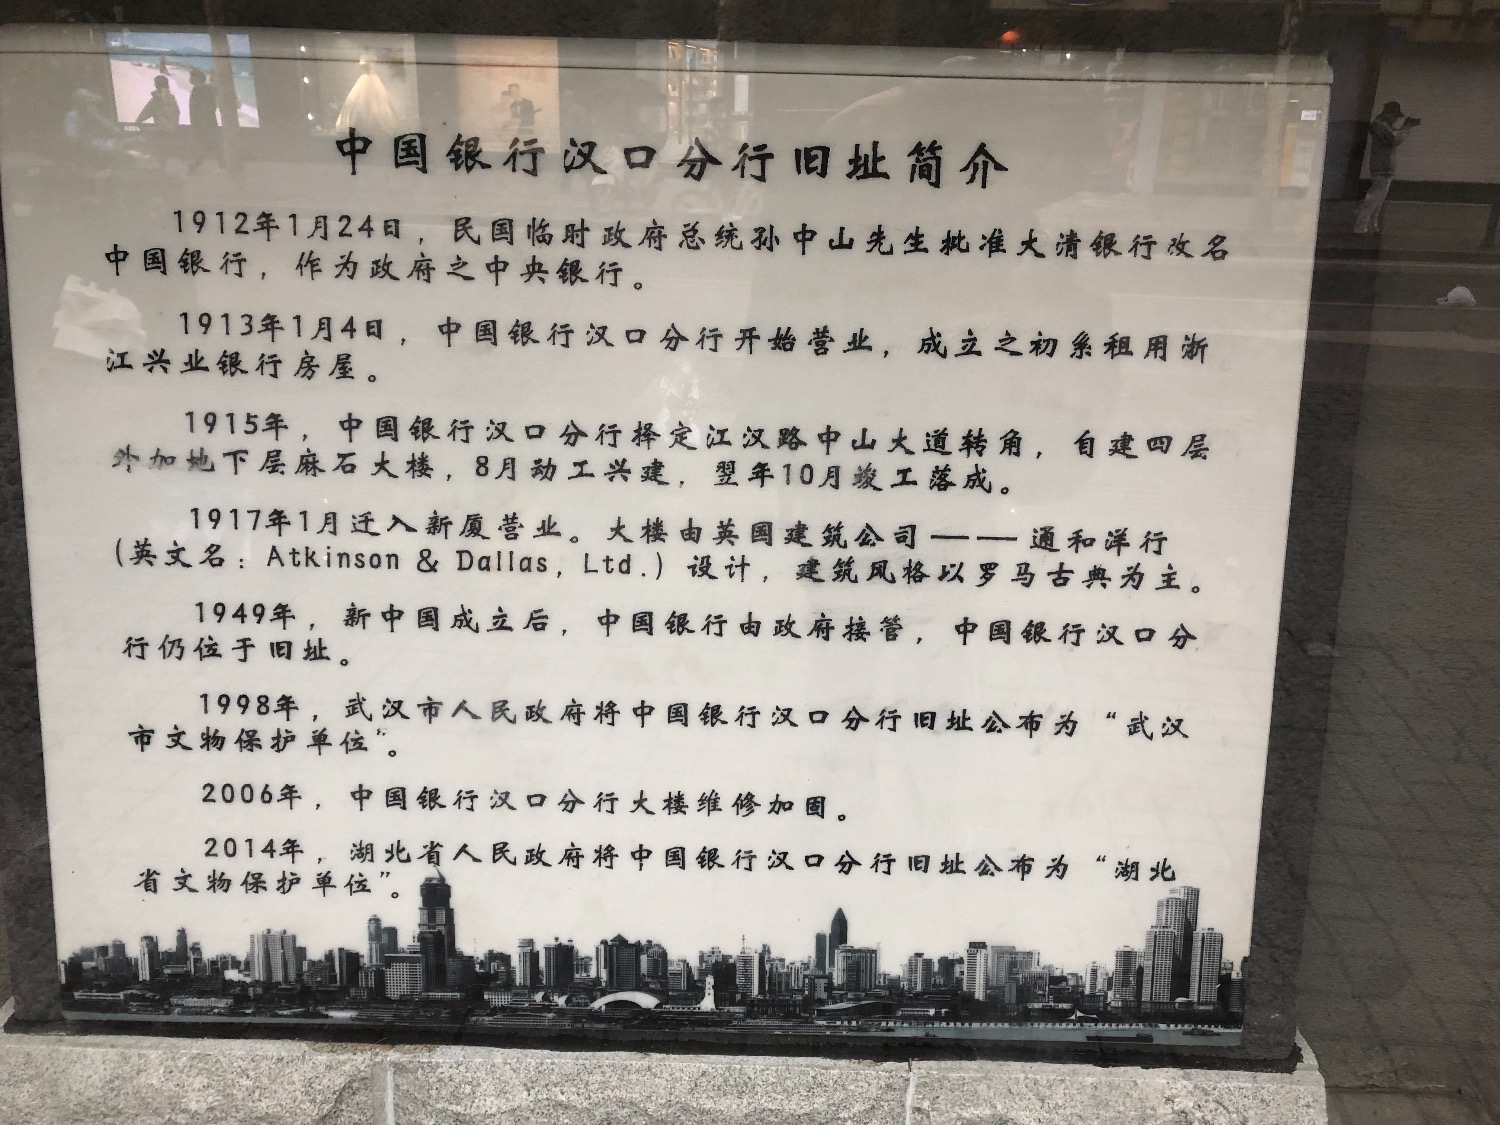 中国银行汉口分行旧址简介
1912年1月24日，民国临时政府总统孙中山先生批准大清银行改名
中国银行，作为政府之中央银行。
1913年1月4日，中国银行汉口分行开始营业，成立之初系租用浙
江兴业银行房屋。
1915年，中国银行汉口分行择定江汉路中山大道转角，自建四层
外加地下层麻石大楼，8月动工兴建，翌年10月竣工落成。
1917年1月迁入新厦营业。大楼由英国建筑公司——通和洋行
(英文名：Atkinson & Dallas, Ltd.) 设计，建筑风格以罗马古典为主。
1949年，新中国成立后，中国银行由政府接管，中国银行汉口分
行仍位于旧址。
1998年，武汉市人民政府将中国银行汉口分行旧址公布为“武汉
市文物保护单位”。
2006年，中国银行汉口分行大楼维修加固。
2014年，湖北省人民政府将中国银行汉口分行旧址公布为“湖北
省文物保护单位”。